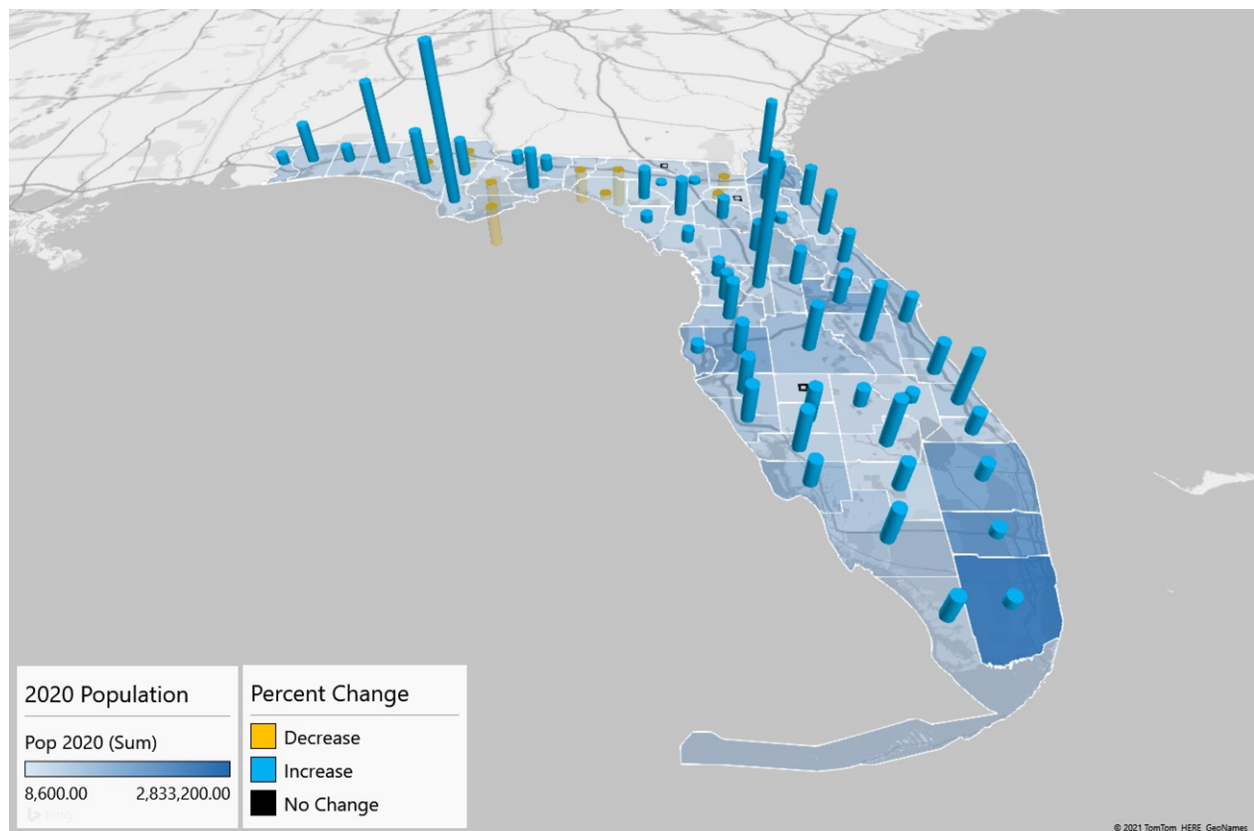 2020 Population
Pop 2020 (Sum)
8,600.00 2,833,200.00
bing
Percent Change
Decrease
Increase
No Change
© 2021 TomTom, HERE, GeoNames